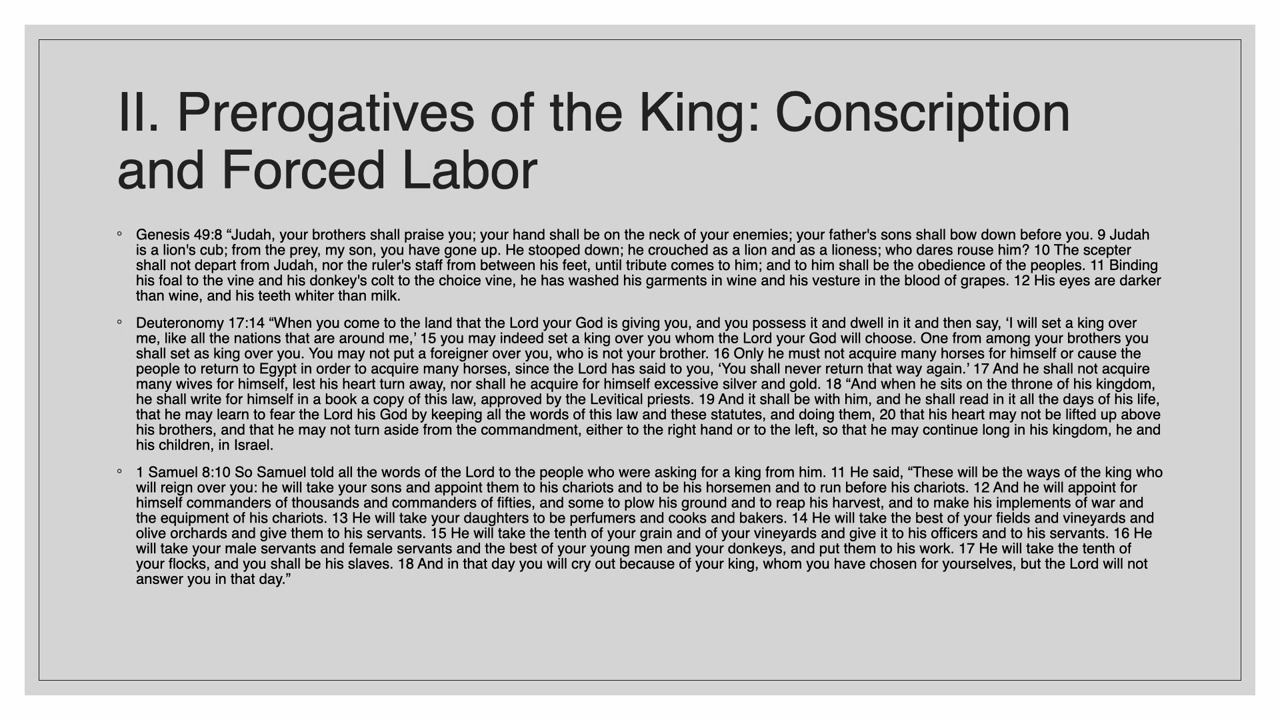 II. Prerogatives of the King: Conscription
and Forced Labor
◦ Genesis 49:8 “Judah, your brothers shall praise you; your hand shall be on the neck of your enemies; your father's sons shall bow down before you. 9 Judah
is a lion's cub; from the prey, my son, you have gone up. He stooped down; he crouched as a lion and as a lioness; who dares rouse him? 10 The scepter
shall not depart from Judah, nor the ruler's staff from between his feet, until tribute comes to him; and to him shall be the obedience of the peoples. 11 Binding
his foal to the vine and his donkey's colt to the choice vine, he has washed his garments in wine and his vesture in the blood of grapes. 12 His eyes are darker
than wine, and his teeth whiter than milk.
◦ Deuteronomy 17:14 “When you come to the land that the Lord your God is giving you, and you possess it and dwell in it and then say, ‘I will set a king over
me, like all the nations that are around me,’ 15 you may indeed set a king over you whom the Lord your God will choose. One from among your brothers you
shall set as king over you. You may not put a foreigner over you, who is not your brother. 16 Only he must not acquire many horses for himself or cause the
people to return to Egypt in order to acquire many horses, since the Lord has said to you, ‘You shall never return that way again.’ 17 And he shall not acquire
many wives for himself, lest his heart turn away, nor shall he acquire for himself excessive silver and gold. 18 “And when he sits on the throne of his kingdom,
he shall write for himself in a book a copy of this law, approved by the Levitical priests. 19 And it shall be with him, and he shall read in it all the days of his life,
that he may learn to fear the Lord his God by keeping all the words of this law and these statutes, and doing them, 20 that his heart may not be lifted up above
his brothers, and that he may not turn aside from the commandment, either to the right hand or to the left, so that he may continue long in his kingdom, he and
his children, in Israel.
◦ 1 Samuel 8:10 So Samuel told all the words of the Lord to the people who were asking for a king from him. 11 He said, “These will be the ways of the king who
will reign over you: he will take your sons and appoint them to his chariots and to be his horsemen and to run before his chariots. 12 And he will appoint for
himself commanders of thousands and commanders of fifties, and some to plow his ground and to reap his harvest, and to make his implements of war and
the equipment of his chariots. 13 He will take your daughters to be perfumers and cooks and bakers. 14 He will take the best of your fields and vineyards and
olive orchards and give them to his servants. 15 He will take the tenth of your grain and of your vineyards and give it to his officers and to his servants. 16 He
will take your male servants and female servants and the best of your young men and your donkeys, and put them to his work. 17 He will take the tenth of
your flocks, and you shall be his slaves. 18 And in that day you will cry out because of your king, whom you have chosen for yourselves, but the Lord will not
answer you in that day.”